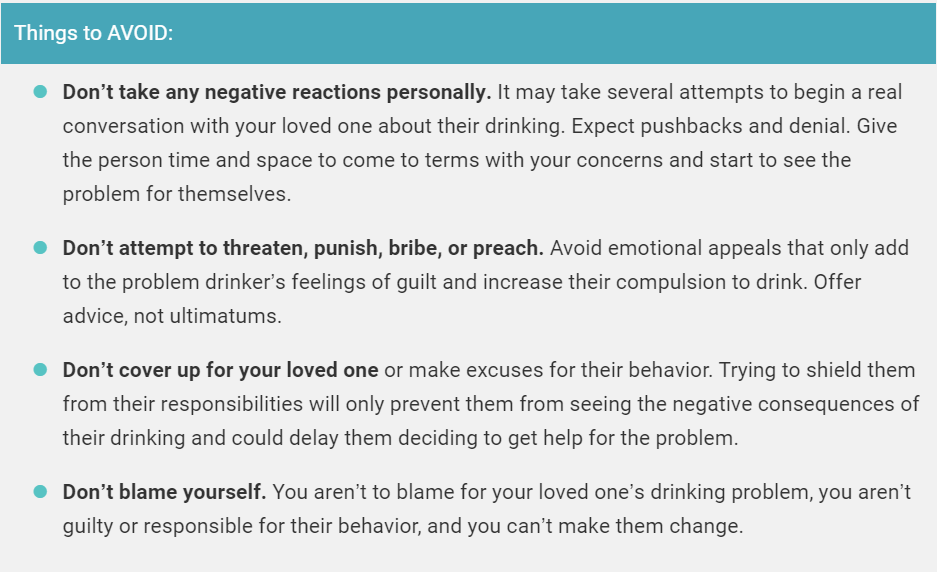 Things to AVOID:
Don’t take any negative reactions personally. It may take several attempts to begin a real
conversation with your loved one about their drinking. Expect pushbacks and denial. Give
the person time and space to come to terms with your concerns and start to see the
problem for themselves.
Don’t attempt to threaten, punish, bribe, or preach. Avoid emotional appeals that only add
to the problem drinker’s feelings of guilt and increase their compulsion to drink. Offer
advice, not ultimatums.
Don’t cover up for your loved one or make excuses for their behavior. Trying to shield them
from their responsibilities will only prevent them from seeing the negative consequences of
their drinking and could delay them deciding to get help for the problem.
Don’t blame yourself. You aren’t to blame for your loved one’s drinking problem, you aren’t
guilty or responsible for their behavior, and you can’t make them change.